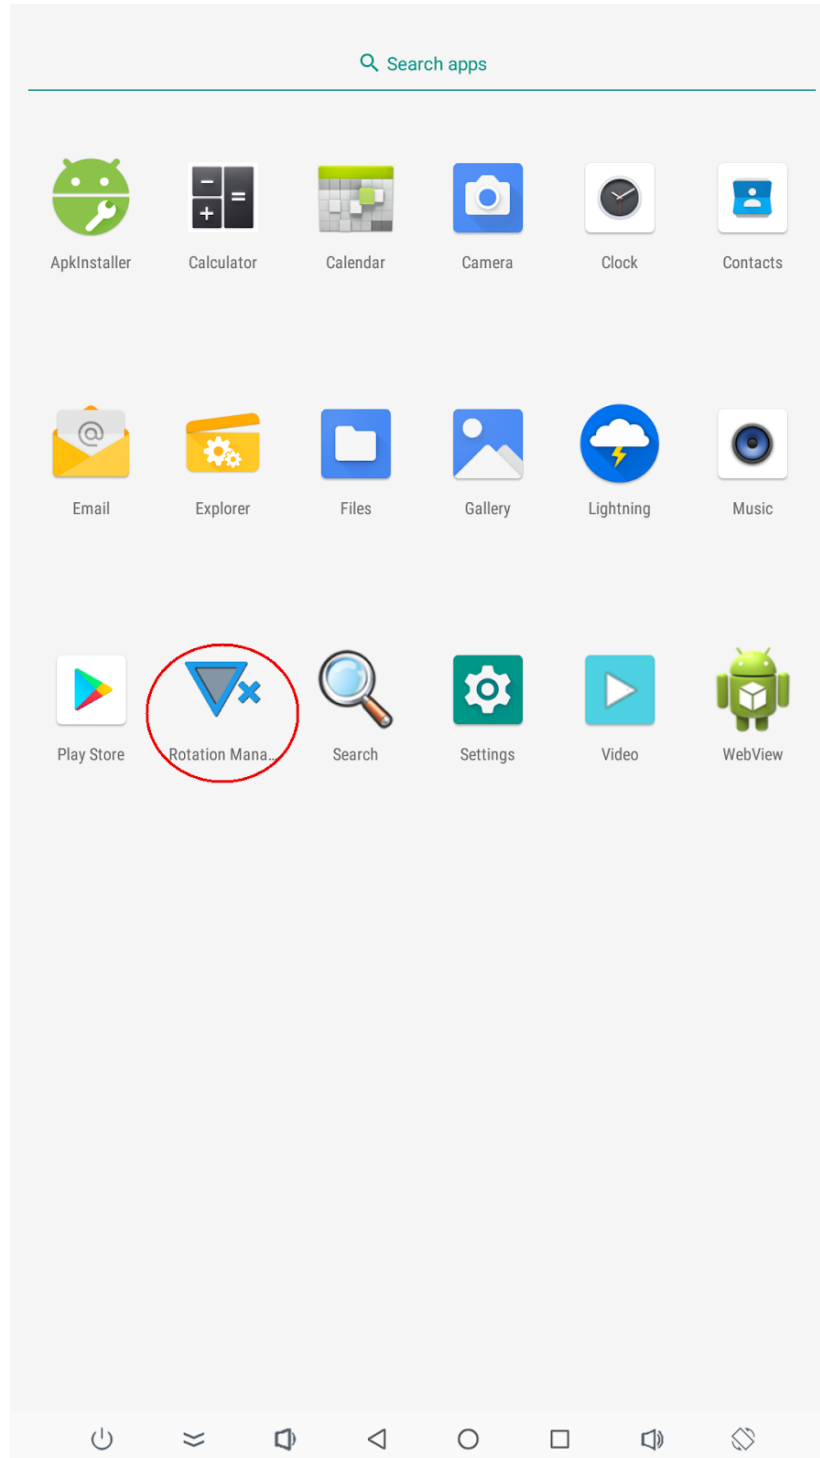 Search apps
ApkInstaller Calculator Calendar Camera Clock Contacts
@
Email Explorer Files Gallery Lightning Music
Play Store Rotation Mana... Search Settings Video WebView